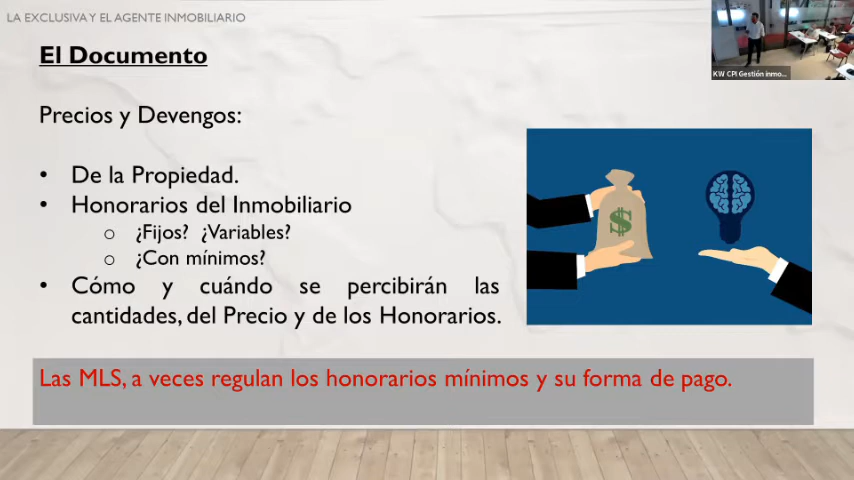 LA EXCLUSIVA Y EL AGENTE INMOBILIARIO
El Documento
Precios y Devengos:
• De la Propiedad.
• Honorarios del Inmobiliario
o ¿Fijos? ¿Variables?
o ¿Con mínimos?
• Cómo y cuándo se percibirán las
cantidades, del Precio y de los Honorarios.
$
Las MLS, a veces regulan los honorarios mínimos y su forma de pago.
KW CPI Gestión inmo...